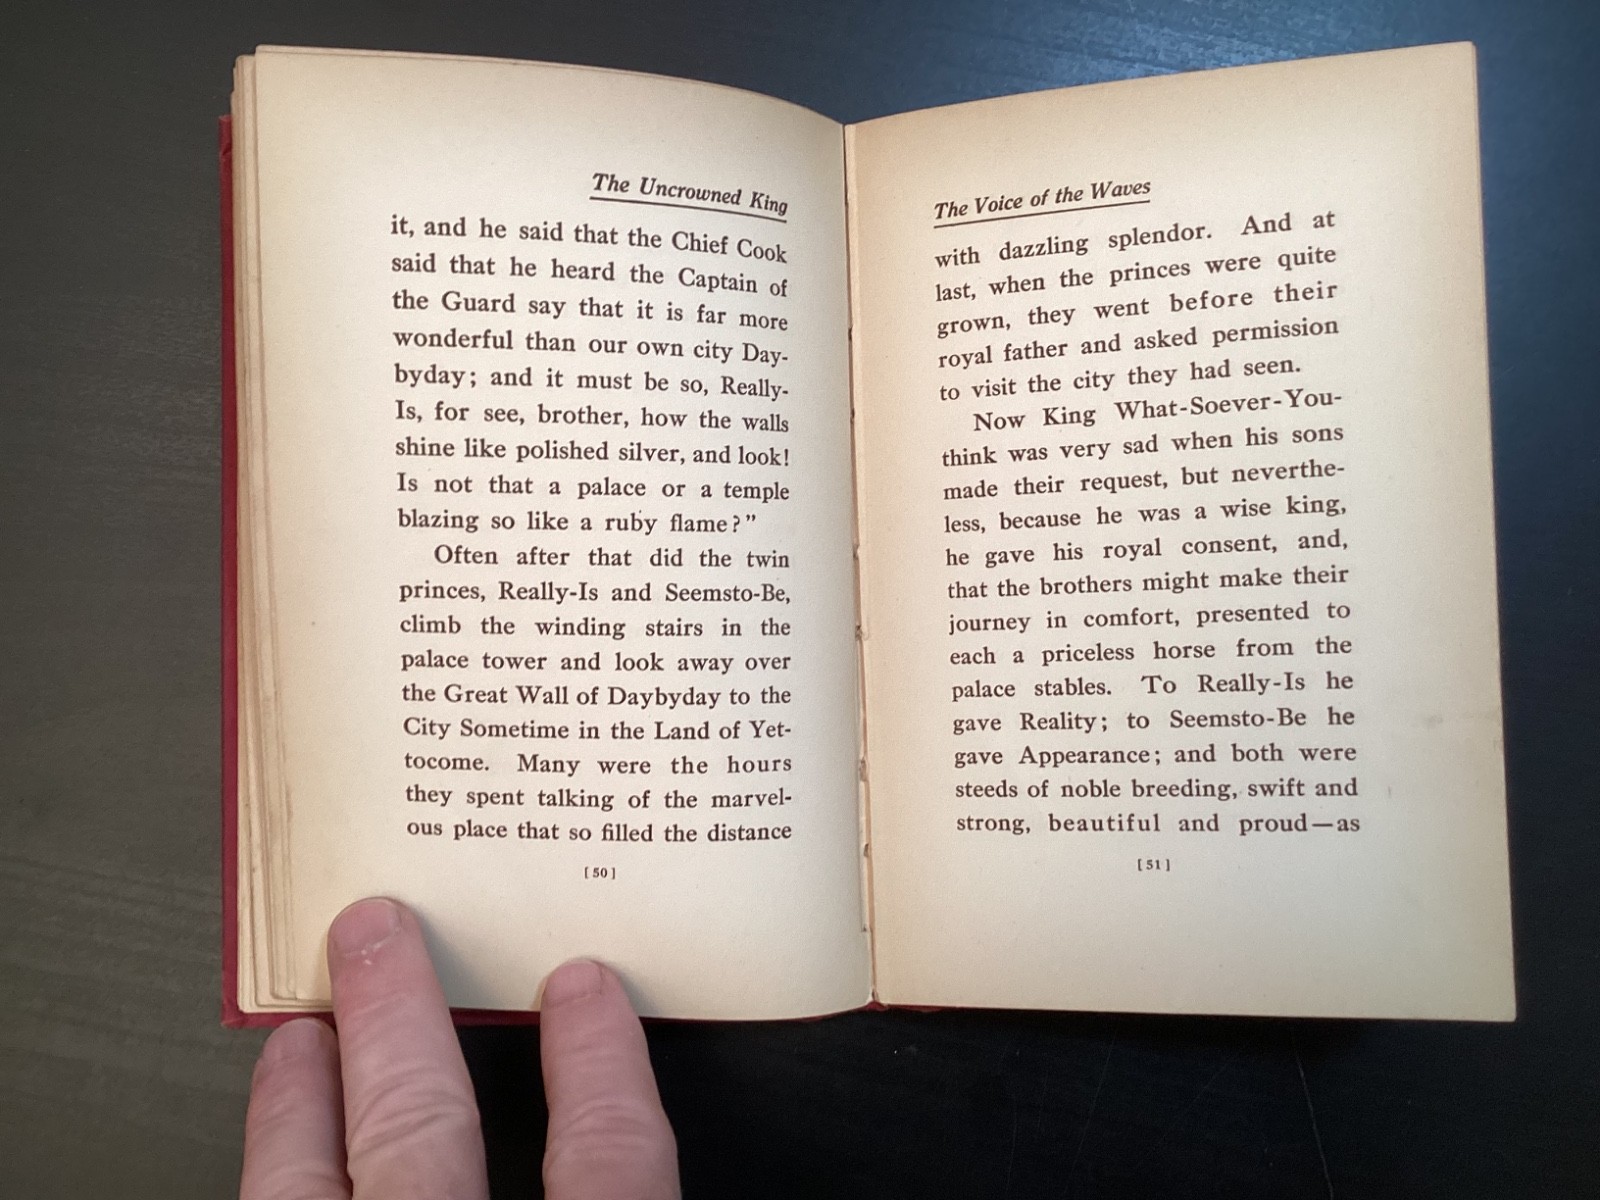 The Uncrowned King
it, and he said that the Chief Cook
said that he heard the Captain of
the Guard say that it is far more
wonderful than our own city Day-
byday; and it must be so, Really-
Is, for see, brother, how the walls
shine like polished silver, and look!
Is not that a palace or a temple
blazing so like a ruby flame?”
Often after that did the twin
princes, Really-Is and Seemsto-Be,
climb the winding stairs in the
palace tower and look away over
the Great Wall of Daybyday to the
City Sometime in the Land of Yet-
tocome. Many were the hours
they spent talking of the marvel-
ous place that so filled the distance
[50]
The Voice of the Waves
with dazzling splendor. And at
last, when the princes were quite
grown, they went before their
royal father and asked permission
to visit the city they had seen.
Now King What-Soever-You-
think was very sad when his sons
made their request, but neverthe-
less, because he was a wise king,
he gave his royal consent, and,
that the brothers might make their
journey in comfort, presented to
each a priceless horse from the
palace stables. To Really-Is he
gave Reality; to Seemsto-Be he
gave Appearance; and both were
steeds of noble breeding, swift and
strong, beautiful and proud—as
[51]